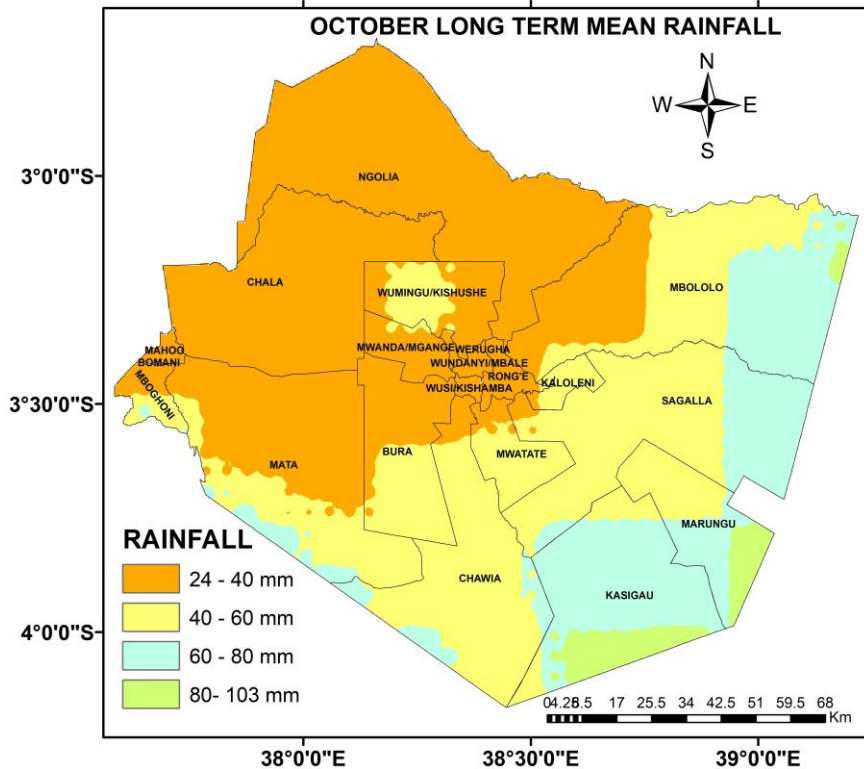 OCTOBER LONG TERM MEAN RAINFALL
N
W E
S
3°0'0"S
NGOLIA
CHALA
WUMINGU/KISHUSHE
MBOLOLO
MAHOO
BOMANI
MWANDA/MGANGE
WERUGHA
WUNDANYI/MBALE
RONG'E
KALOLENI
MBOGHONI
WUSI/KISHAMBA
3°30'0"S
SAGALLA
MATA
BURA
MWATATE
MARUNGU
CHAWIA
KASIGAU
RAINFALL
24 - 40 mm
40 - 60 mm
60 - 80 mm
80- 103 mm
4°0'0"S
04.258.5 17 25.5 34 42.5 51 59.5 68
Km
38°0'0"E 38°30'0"E 39°0'0"E